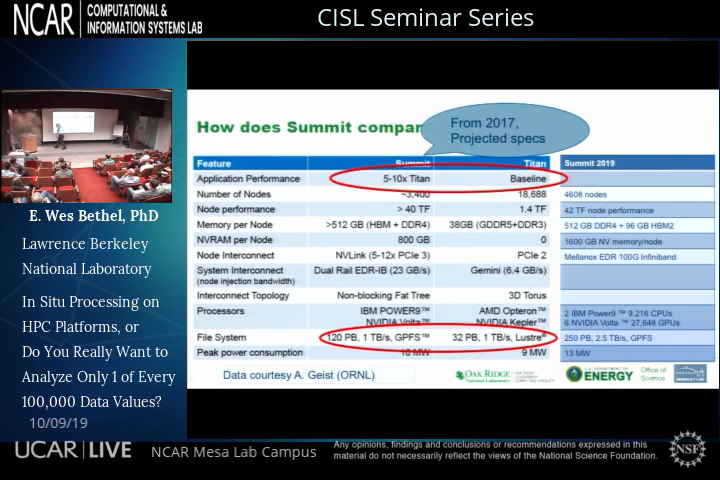 NCAR
COMPUTATIONAL &
INFORMATION SYSTEMS LAB
CISL Seminar Series
E. Wes Bethel, PhD
Lawrence Berkeley
National Laboratory
In Situ Processing on
HPC Platforms, or
Do You Really Want to
Analyze Only 1 of Every
100,000 Data Values?
10/09/19
How does Summit compar
From 2017,
Projected specs
Feature Summit Titan Summit 2019
Application Performance 5-10x Titan Baseline
Number of Nodes ~3,400 18,688 4608 nodes
Node performance > 40 TF 1.4 TF 42 TF node performance
Memory per Node >512 GB (HBM + DDR4) 38GB (GDDR5+DDR3) 512 GB DDR4 + 96 GB HBM2
NVRAM per Node 800 GB 0 1600 GB NV memory/node
Node Interconnect NVLink (5-12x PCIe 3) PCIe 2 Mellanox EDR 100G Infiniband
System Interconnect Dual Rail EDR-IB (23 GB/s) Gemini (6.4 GB/s)
(node injection bandwidth)
Interconnect Topology Non-blocking Fat Tree 3D Torus
Processors IBM POWER9™ AMD Opteron™ 2 IBM Power9 ™ 9,216 CPUs
NVIDIA Volta™ NVIDIA Kepler™ 6 NVIDIA Volta ™ 27,648 GPUs
File System 120 PB, 1 TB/s, GPFS™ 32 PB, 1 TB/s, Lustre® 250 PB, 2.5 TB/s, GPFS
Peak power consumption 10 MW 9 MW 13 MW
Data courtesy A. Geist (ORNL)
OAK RIDGE
National Laboratory
U.S. DEPARTMENT OF
ENERGY
Office of
Science
UCAR LIVE
NCAR Mesa Lab Campus
Any opinions, findings and conclusions or recommendations expressed in this
material do not necessarily reflect the views of the National Science Foundation.
NSF